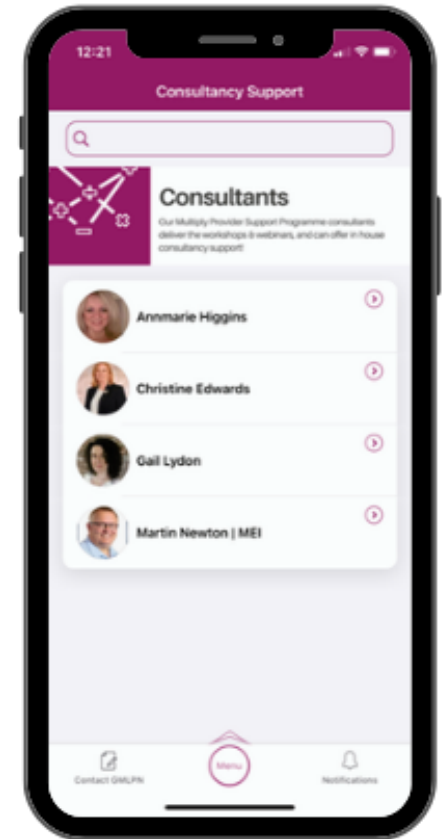 12:21
Consultancy Support
Consultants
Our Multiply Provider Support Programme consultants
deliver the workshops & webinars, and can offer in house
consultancy support!
Annmarie Higgins
Christine Edwards
Gail Lydon
Martin Newton | MEI
Menu
Contact GMLPN
Notifications